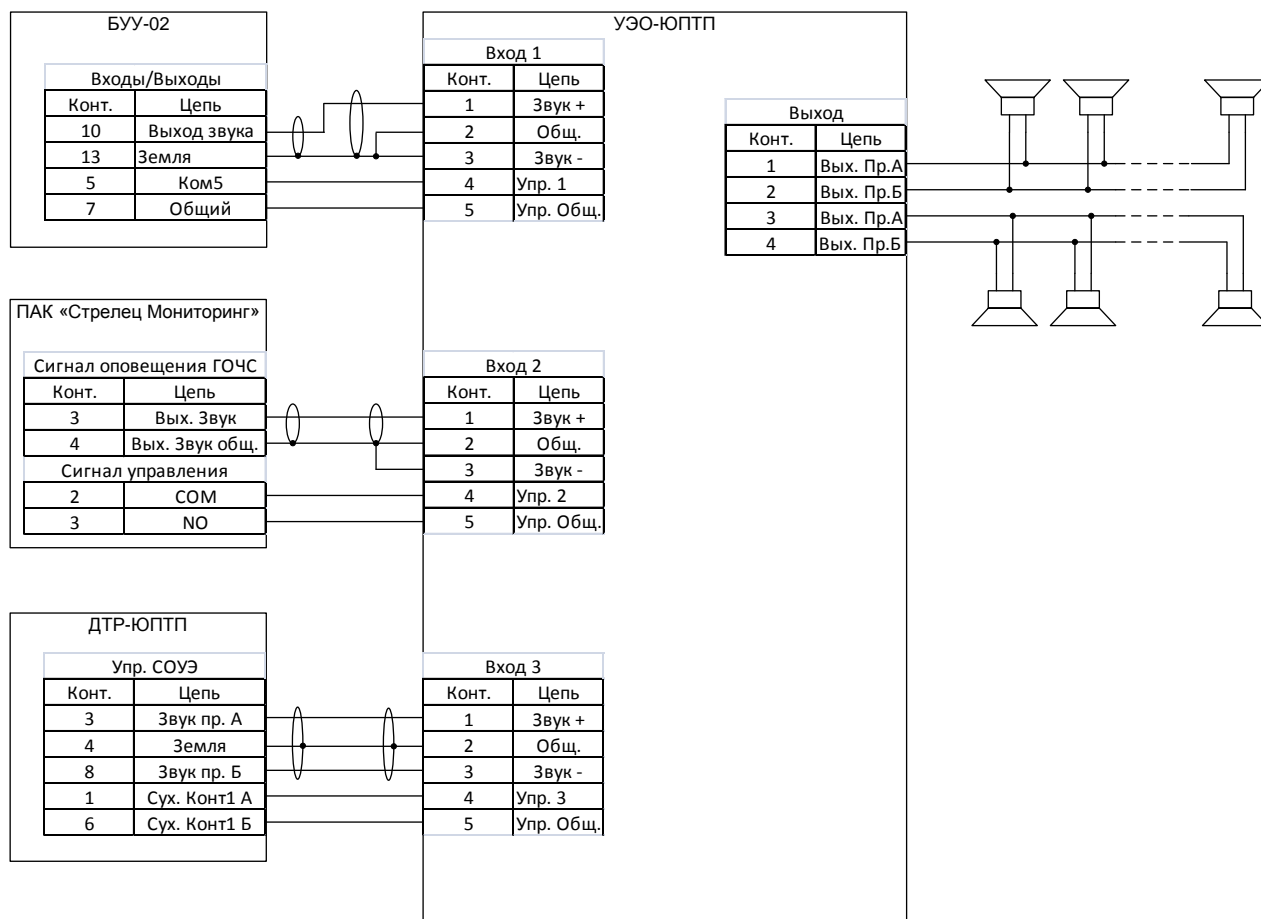 БУУ-02
Входы/Выходы
Конт. Цепь
10 Выход звука
13 Земля
5 Ком5
7 Общий
ПАК «Стрелец Мониторинг»
Сигнал оповещения ГОЧС
Конт. Цепь
3 Вых. Звук
4 Вых. Звук общ.
Сигнал управления
2 COM
3 NO
ДТР-ЮПТП
Упр. СОУЭ
Конт. Цепь
3 Звук пр. А
4 Земля
8 Звук пр. Б
1 Сух. Конт1 А
6 Сух. Конт1 Б
УЭО-ЮПТП
Вход 1
Конт. Цепь
1 Звук +
2 Общ.
3 Звук -
4 Упр. 1
5 Упр. Общ.
Вход 2
Конт. Цепь
1 Звук +
2 Общ.
3 Звук -
4 Упр. 2
5 Упр. Общ.
Вход 3
Конт. Цепь
1 Звук +
2 Общ.
3 Звук -
4 Упр. 3
5 Упр. Общ.
Выход
Конт. Цепь
1 Вых. Пр.А
2 Вых. Пр.Б
3 Вых. Пр.А
4 Вых. Пр.Б